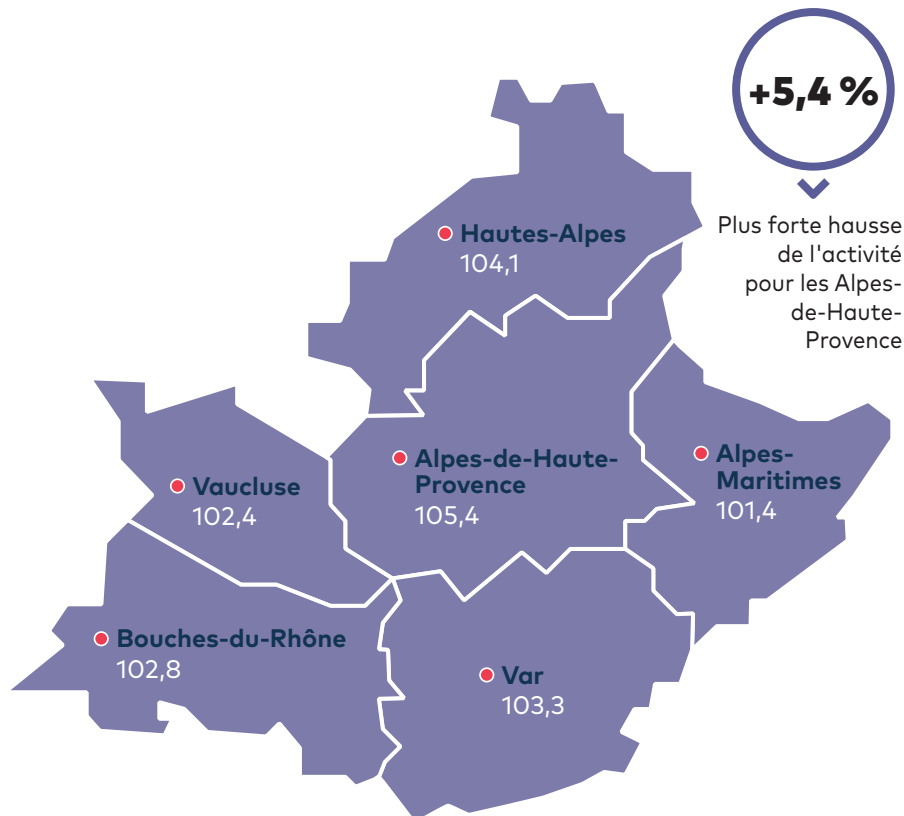 +5,4 %
Plus forte hausse
de l'activité
pour les Alpes-
de-Haute-
Provence
Hautes-Alpes
104,1
Alpes-de-Haute-
Provence
105,4
Alpes-
Maritimes
101,4
Vaucluse
102,4
Bouches-du-Rhône
102,8
Var
103,3